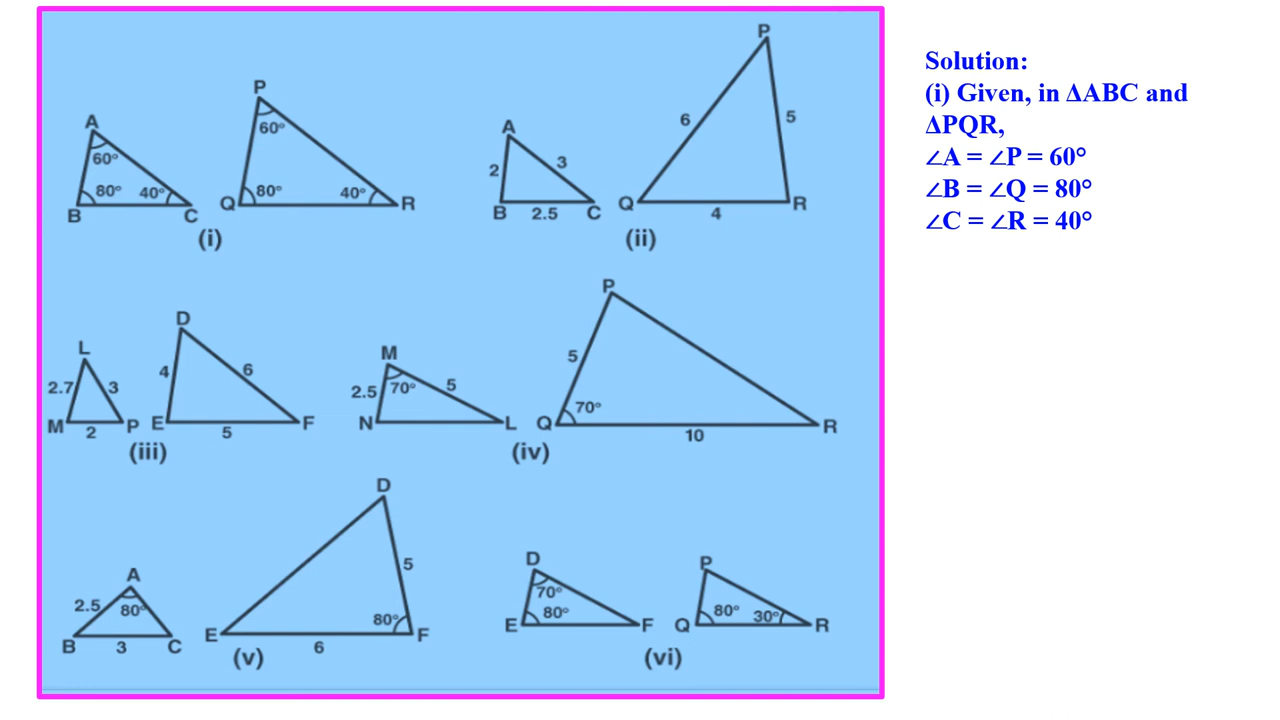 Solution:
(i) Given, in ΔABC and
ΔPQR,
∠A = ∠P = 60°
∠B = ∠Q = 80°
∠C = ∠R = 40°
A
60°
80°
40°
B
C
P
60°
80°
40°
Q
R
(i)
A
2
3
B
2.5
C
P
6
5
Q
4
R
(ii)
L
2.7
3
M
2
P
D
4
6
E
5
F
(iii)
M
2.5
70°
5
N
L
P
5
70°
Q
10
R
(iv)
A
2.5
80°
B
3
C
D
5
80°
E
6
F
(v)
D
70°
80°
E
F
P
80°
30°
Q
R
(vi)